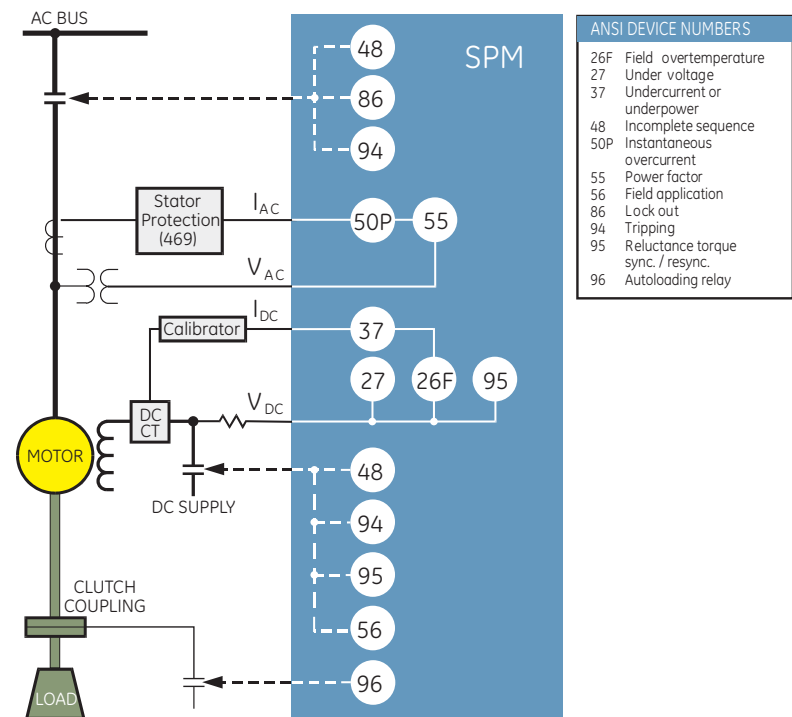 AC BUS
SPM
48
86
94
Stator
Protection
(469)
IAC
50P
55
VAC
IDC
Calibrator
37
27
26F
95
VDC
DC
CT
MOTOR
DC SUPPLY
48
94
95
56
CLUTCH
COUPLING
96
LOAD
ANSI DEVICE NUMBERS
26F Field overtemperature
27 Under voltage
37 Undercurrent or
underpower
48 Incomplete sequence
50P Instantaneous
overcurrent
55 Power factor
56 Field application
86 Lock out
94 Tripping
95 Reluctance torque
sync. / resync.
96 Autoloading relay